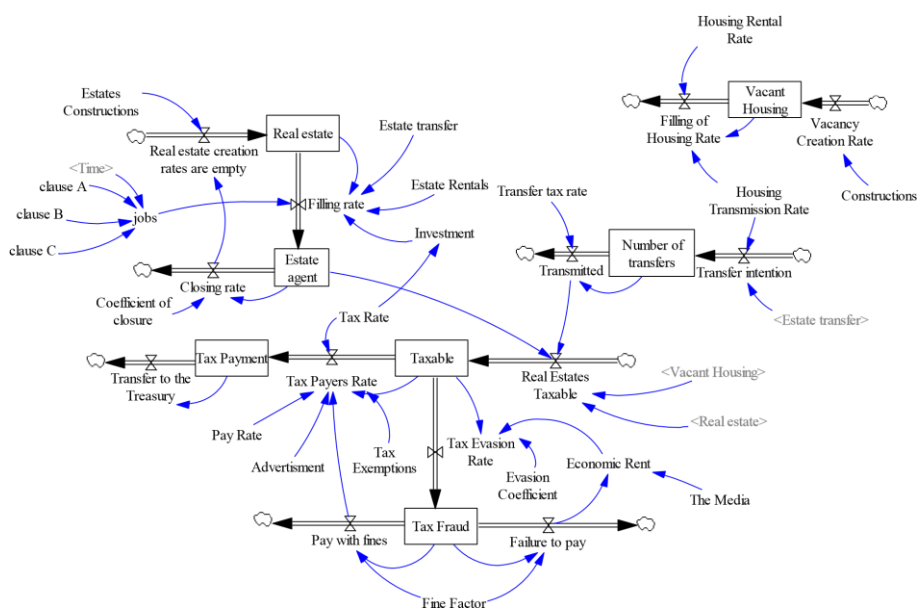 Housing Rental
Rate
Estates
Constructions
Vacant
Housing
Real estate
Estate transfer
Filling of
Housing Rate
Vacancy
Creation Rate
Real estate creation
rates are empty
<Time>
clause A
Estate Rentals
Transfer tax rate
Housing
Transmission Rate
Constructions
clause B
jobs
Filling rate
clause C
Investment
Number of
transfers
Estate
agent
Transmitted
Transfer intention
Closing rate
Coefficient of
closure
Tax Rate
<Estate transfer>
Tax Payment
Taxable
Transfer to the
Treasury
Tax Payers Rate
Real Estates
Taxable
<Vacant Housing>
Pay Rate
<Real estate>
Advertisment
Tax
Exemptions
Tax Evasion
Rate
Evasion
Coefficient
Economic Rent
The Media
Tax Fraud
Pay with fines
Failure to pay
Fine Factor